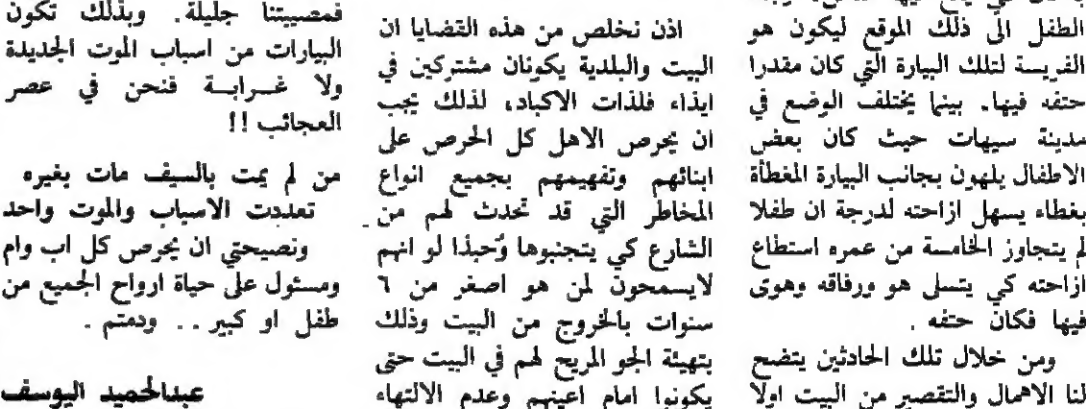 الطفل الى ذلك الموقع ليكون هو
الفريسة لتلك البيارة التي كان مقدرا
حتفه فيها. بينما يختلف الوضع في
مدينة سيهات حيث كان بعض
الاطفال يلهون بجانب البيارة المغطأة
بغطاء يسهل ازاحته لدرجة ان طفلا
لم يتجاوز الخامسة من عمره استطاع
ازاحته كي يتسلى هو ورفاقه وهوى
فيها فكان حتفه .
ومن خلال تلك الحادثين يتضح
لنا الاهمال والتقصير من البيت اولا
اذن نخلص من هذه القضايا ان
البيت والبلدية يكونان مشتركين في
ايذاء فلذات الاكباد، لذلك يجب
ان يحرص الاهل كل الحرص على
ابنائهم وتفهيمهم بجميع انواع
المخاطر التي قد تحدث لهم من
الشارع كي يتجنبوها وحبذا لو انهم
لايسمحون لمن هو اصغر من ٦
سنوات بالخروج من البيت وذلك
بتهيئة الجو المريح لهم في البيت حتى
يكونوا امام اعينهم وعدم الالتهاء
فمصيبتنا جليلة. وبذلك تكون
البيارات من اسباب الموت الجديدة
ولا غـرابـة فنحن في عصر
العجائب !!
من لم يمت بالسيف مات بغيره
تعددت الاسباب والموت واحد
ونصيحتي ان يحرص كل اب وام
ومسئول على حياة ارواح الجميع من
طفل او كبير .. ودمتم .
عبدالحميد اليوسف